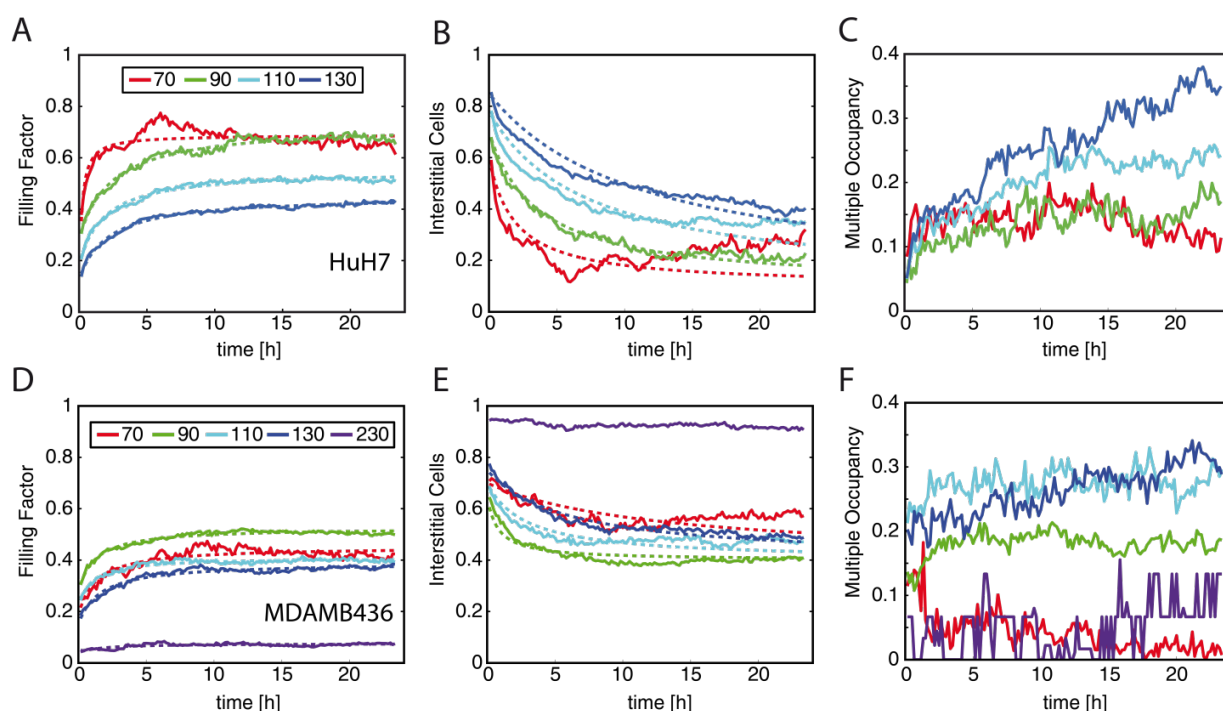 A
B
C
Filling Factor
1
0.8
0.6
0.4
0.2
0
70 90 110 130
HuH7
0 5 10 15 20
time [h]
Interstitial Cells
1
0.8
0.6
0.4
0.2
0
0 5 10 15 20
time [h]
Multiple Occupancy
0.4
0.3
0.2
0.1
0
0 5 10 15 20
time [h]
D
E
F
Filling Factor
1
0.8
0.6
0.4
0.2
0
70 90 110 130 230
MDAMB436
0 5 10 15 20
time [h]
Interstitial Cells
1
0.8
0.6
0.4
0.2
0
0 5 10 15 20
time [h]
Multiple Occupancy
0.4
0.3
0.2
0.1
0
0 5 10 15 20
time [h]